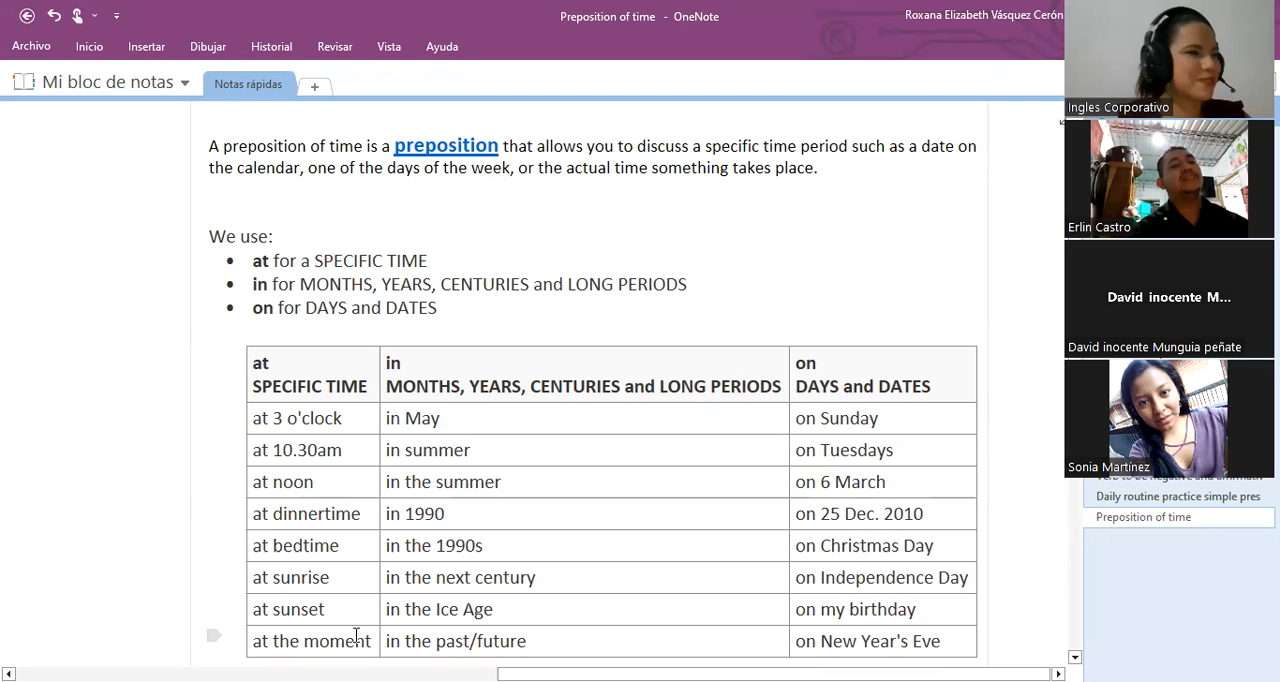 Preposition of time - OneNote
Roxana Elizabeth Vásquez Cerón
Archivo Inicio Insertar Dibujar Historial Revisar Vista Ayuda
Mi bloc de notas
Notas rápidas
A preposition of time is a preposition that allows you to discuss a specific time period such as a date on
the calendar, one of the days of the week, or the actual time something takes place.
We use:
• at for a SPECIFIC TIME
• in for MONTHS, YEARS, CENTURIES and LONG PERIODS
• on for DAYS and DATES
at in on
SPECIFIC TIME MONTHS, YEARS, CENTURIES and LONG PERIODS DAYS and DATES
at 3 o'clock in May on Sunday
at 10.30am in summer on Tuesdays
at noon in the summer on 6 March
at dinnertime in 1990 on 25 Dec. 2010
at bedtime in the 1990s on Christmas Day
at sunrise in the next century on Independence Day
at sunset in the Ice Age on my birthday
at the moment in the past/future on New Year's Eve
Ingles Corporativo
Erlin Castro
David inocente M...
David inocente Munguia peñate
Sonia Martínez
Daily routine practice simple pres
Preposition of time